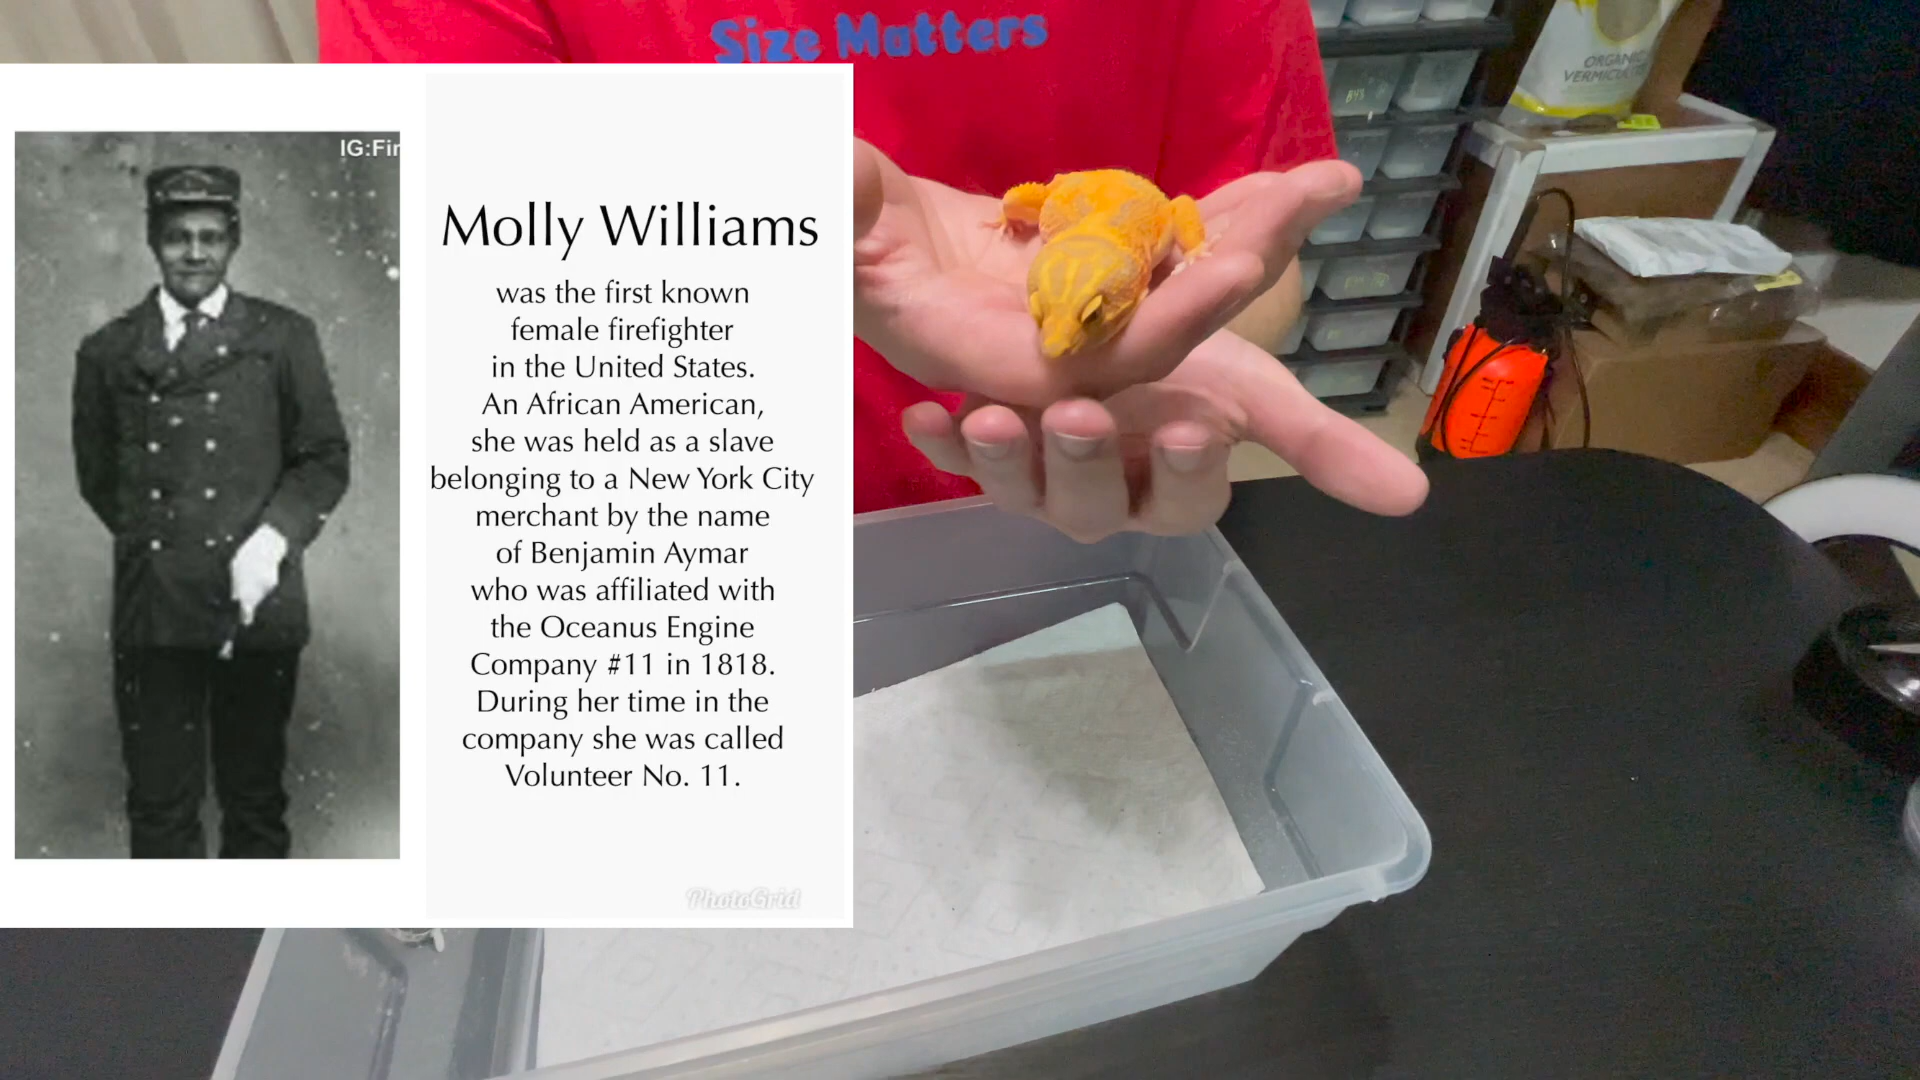 Size Matters
IG:Fir
Molly Williams
was the first known
female firefighter
in the United States.
An African American,
she was held as a slave
belonging to a New York City
merchant by the name
of Benjamin Aymar
who was affiliated with
the Oceanus Engine
Company #11 in 1818.
During her time in the
company she was called
Volunteer No. 11.
PhotoGrid
ORGANIC